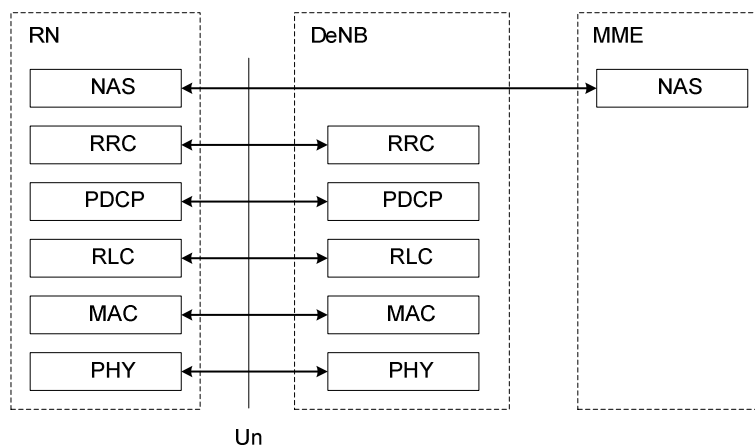 RN DeNB MME
NAS NAS
RRC RRC
PDCP PDCP
RLC RLC
MAC MAC
PHY PHY
Un